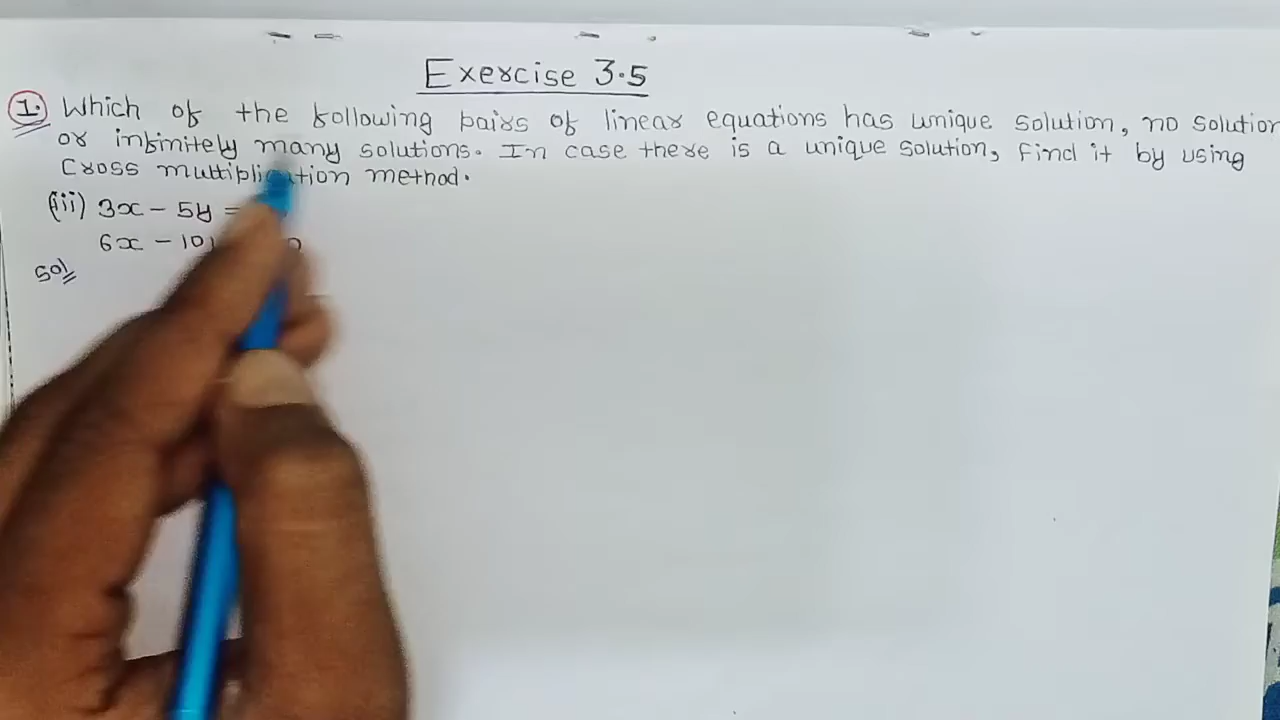 Exercise 3.5
1. Which of the following pairs of linear equations has unique solution, no solution
or infinitely many solutions. In case there is a unique solution, find it by using
Cross multiplication method.
(iii) 3x - 5y =
6x - 10
Sol